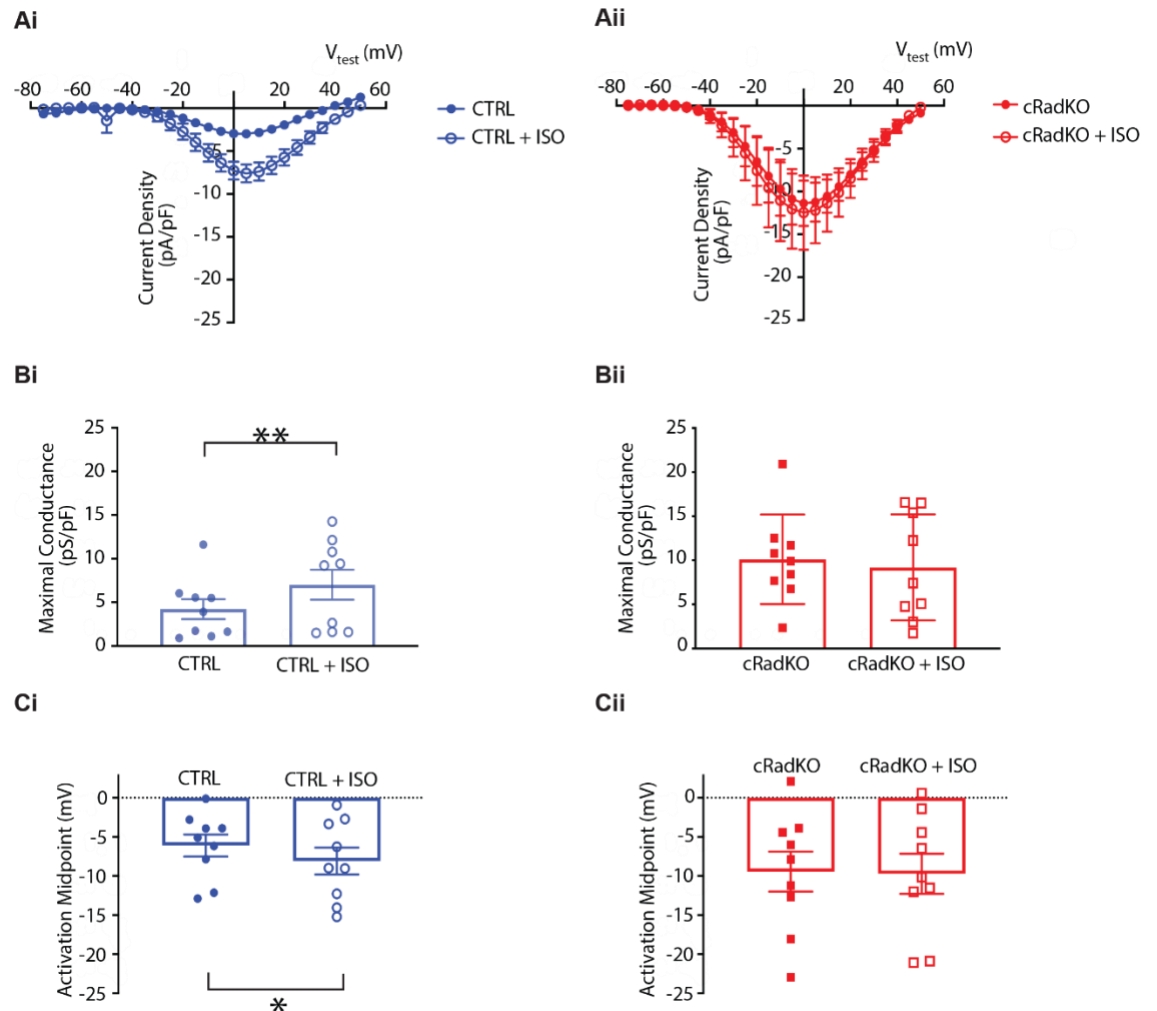 Ai
V_test (mV)
-80 -60 -40 -20 20 40 60
CTRL
CTRL + ISO
-5
-10
-15
-20
-25
Current Density
(pA/pF)
Aii
V_test (mV)
-80 -60 -40 -20 20 40 60
cRadKO
cRadKO + ISO
-5
-10
-15
-20
-25
Current Density
(pA/pF)
Bi
25
20
15
10
5
0
Maximal Conductance
(pS/pF)
**
CTRL CTRL + ISO
Bii
25
20
15
10
5
0
Maximal Conductance
(pS/pF)
cRadKO cRadKO + ISO
Ci
CTRL CTRL + ISO
0
-5
-10
-15
-20
-25
Activation Midpoint (mV)
*
Cii
cRadKO cRadKO + ISO
0
-5
-10
-15
-20
-25
Activation Midpoint (mV)